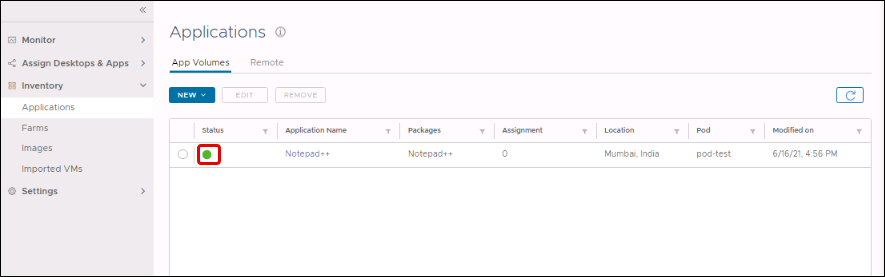 «
Monitor
Assign Desktops & Apps
Inventory
Applications
Farms
Images
Imported VMs
Settings
Applications
App Volumes Remote
NEW EDIT REMOVE
Status Application Name Packages Assignment Location Pod Modified on
Notepad++ Notepad++ 0 Mumbai, India pod-test 6/16/21, 4:56 PM